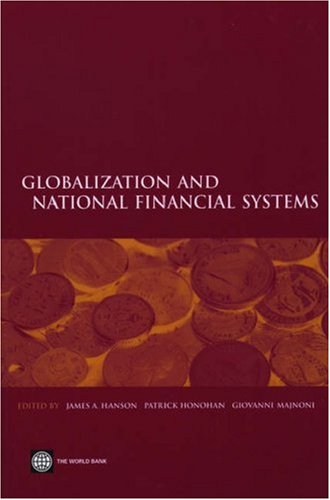 GLOBALIZATION AND
NATIONAL FINANCIAL SYSTEMS
EDITED BY JAMES A. HANSON PATRICK HONOHAN GIOVANNI MAJNONI
THE WORLD BANK